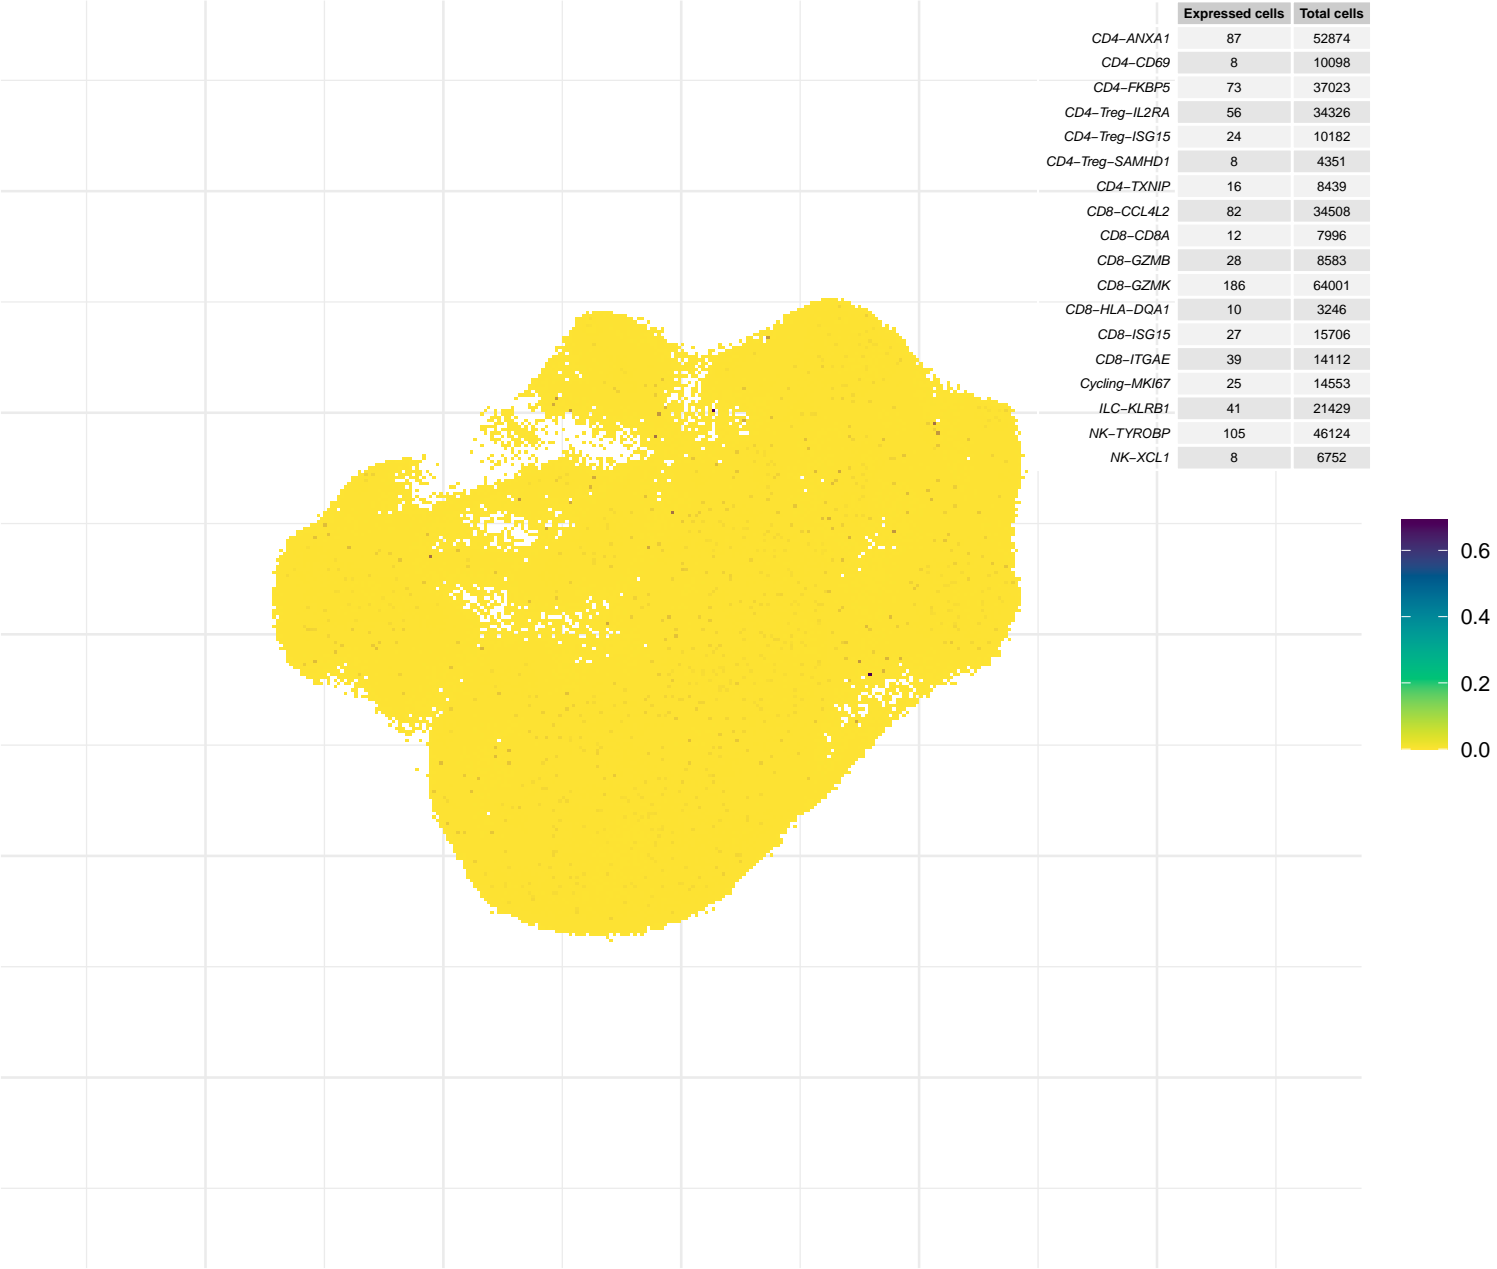 Expressed cells Total cells
CD4−ANXA1 87 52874
CD4−CD69 8 10098
CD4−FKBP5 73 37023
CD4−Treg−IL2RA 56 34326
CD4−Treg−ISG15 24 10182
CD4−Treg−SAMHD1 8 4351
CD4−TXNIP 16 8439
CD8−CCL4L2 82 34508
CD8−CD8A 12 7996
CD8−GZMB 28 8583
CD8−GZMK 186 64001
CD8−HLA−DQA1 10 3246
CD8−ISG15 27 15706
CD8−ITGAE 39 14112
Cycling−MKI67 25 14553
ILC−KLRB1 41 21429
NK−TYROBP 105 46124
NK−XCL1 8 6752
0.6
0.4
0.2
0.0